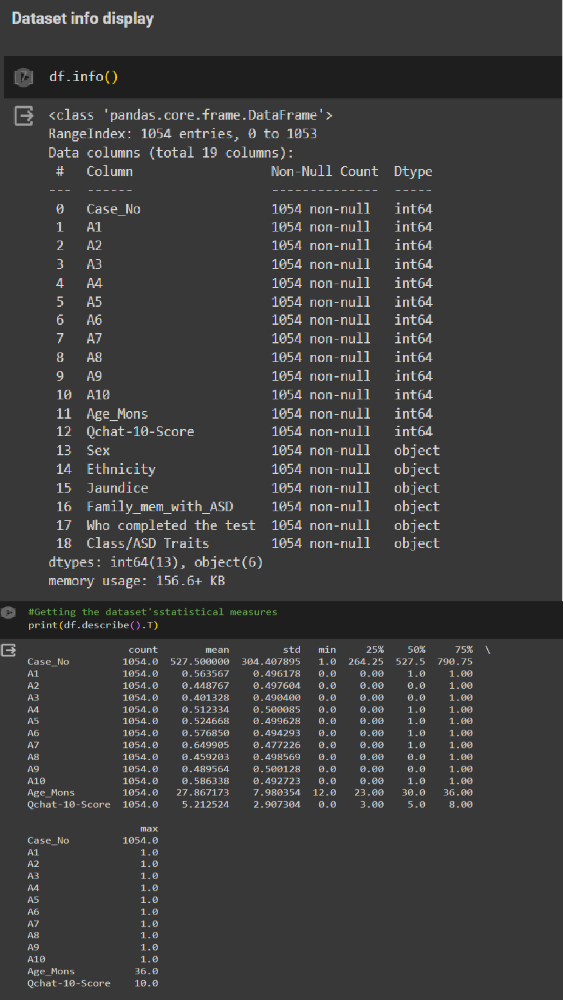 Dataset info display
df.info()
<class 'pandas.core.frame.DataFrame'>
RangeIndex: 1054 entries, 0 to 1053
Data columns (total 19 columns):
 #   Column                  Non-Null Count  Dtype
---  ------                  --------------  -----
 0   Case_No                 1054 non-null   int64
 1   A1                      1054 non-null   int64
 2   A2                      1054 non-null   int64
 3   A3                      1054 non-null   int64
 4   A4                      1054 non-null   int64
 5   A5                      1054 non-null   int64
 6   A6                      1054 non-null   int64
 7   A7                      1054 non-null   int64
 8   A8                      1054 non-null   int64
 9   A9                      1054 non-null   int64
 10  A10                     1054 non-null   int64
 11  Age_Mons                1054 non-null   int64
 12  Qchat-10-Score          1054 non-null   int64
 13  Sex                     1054 non-null   object
 14  Ethnicity               1054 non-null   object
 15  Jaundice                1054 non-null   object
 16  Family_mem_with_ASD     1054 non-null   object
 17  Who completed the test  1054 non-null   object
 18  Class/ASD Traits        1054 non-null   object
dtypes: int64(13), object(6)
memory usage: 156.6+ KB
#Getting the dataset'sstatistical measures
print(df.describe().T)
                 count        mean         std   min     25%    50%     75%  \
Case_No         1054.0  527.500000  304.407895   1.0  264.25  527.5  790.75
A1              1054.0    0.563567    0.496178   0.0    0.00    1.0    1.00
A2              1054.0    0.448767    0.497604   0.0    0.00    0.0    1.00
A3              1054.0    0.401328    0.490400   0.0    0.00    0.0    1.00
A4              1054.0    0.512334    0.500085   0.0    0.00    1.0    1.00
A5              1054.0    0.524668    0.499628   0.0    0.00    1.0    1.00
A6              1054.0    0.576850    0.494293   0.0    0.00    1.0    1.00
A7              1054.0    0.649905    0.477226   0.0    0.00    1.0    1.00
A8              1054.0    0.459203    0.498569   0.0    0.00    0.0    1.00
A9              1054.0    0.489564    0.500128   0.0    0.00    0.0    1.00
A10             1054.0    0.586338    0.492723   0.0    0.00    1.0    1.00
Age_Mons        1054.0   27.867173    7.980354  12.0   23.00   30.0   36.00
Qchat-10-Score  1054.0    5.212524    2.907304   0.0    3.00    5.0    8.00
                   max
Case_No         1054.0
A1                 1.0
A2                 1.0
A3                 1.0
A4                 1.0
A5                 1.0
A6                 1.0
A7                 1.0
A8                 1.0
A9                 1.0
A10                1.0
Age_Mons          36.0
Qchat-10-Score    10.0